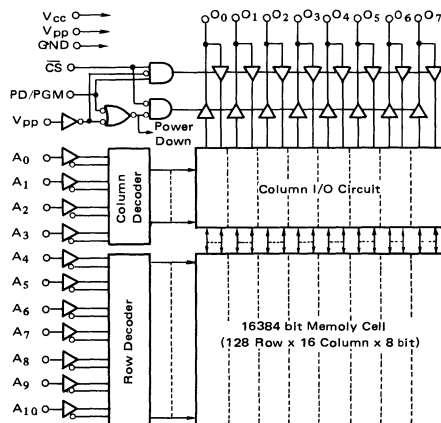 Vcc
Vpp
GND
O0 O1 O2 O3 O4 O5 O6 O7
CS
PD/PGM
Vpp
Power
Down
A0
A1
A2
A3
A4
A5
A6
A7
A8
A9
A10
Column
Decoder
Row Decoder
Column I/O Circuit
16384 bit Memoly Cell
(128 Row x 16 Column x 8 bit)